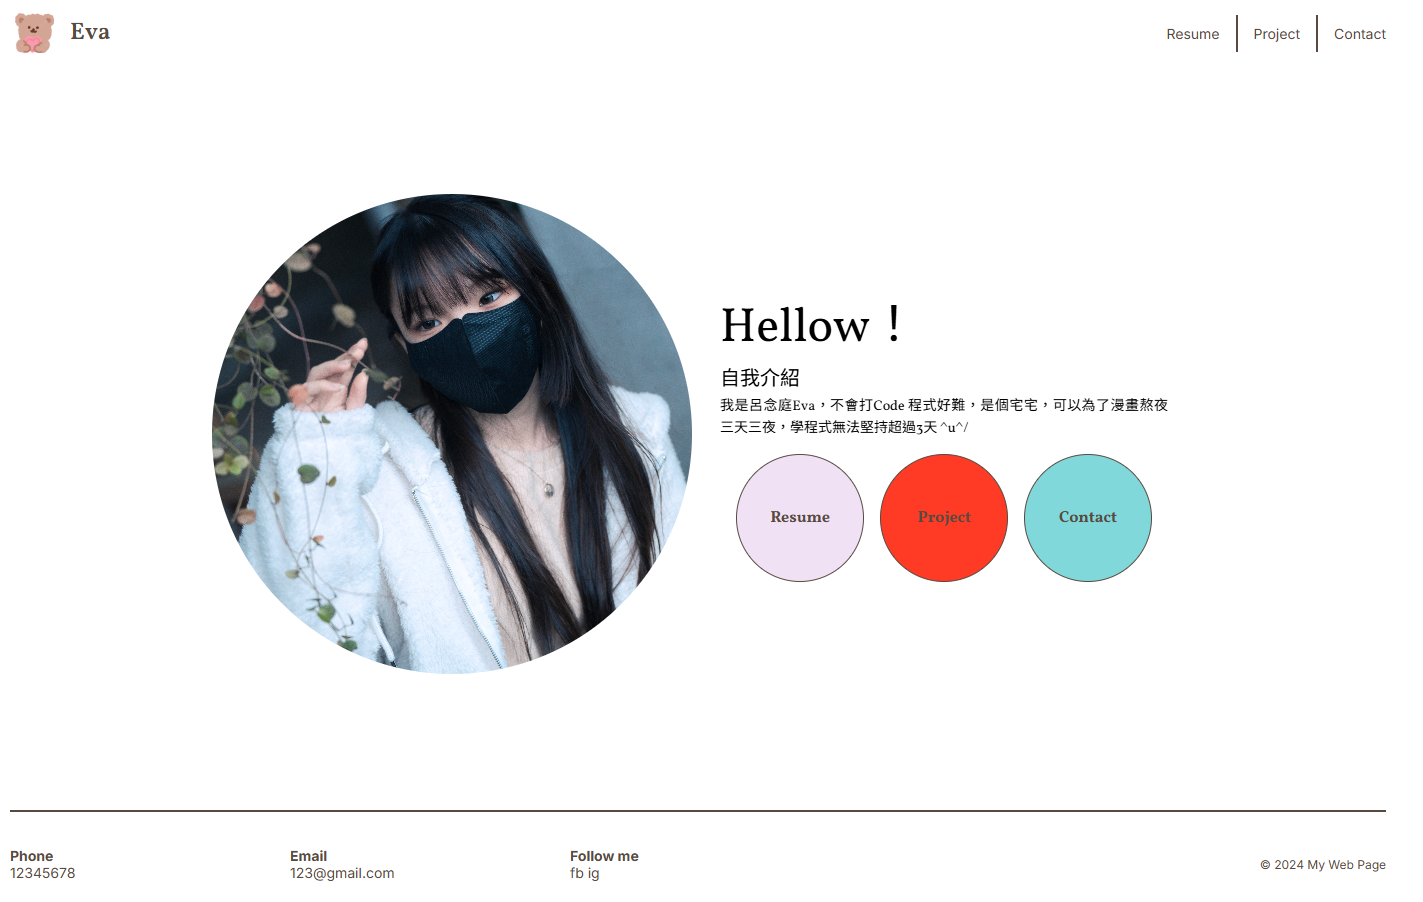 Eva
Resume
Project
Contact
Hellow！
自我介紹
我是呂念庭Eva，不會打Code 程式好難，是個宅宅，可以為了漫畫熬夜
三天三夜，學程式無法堅持超過3天 ^u^/
Resume
Project
Contact
Phone
12345678
Email
123@gmail.com
Follow me
fb ig
© 2024 My Web Page